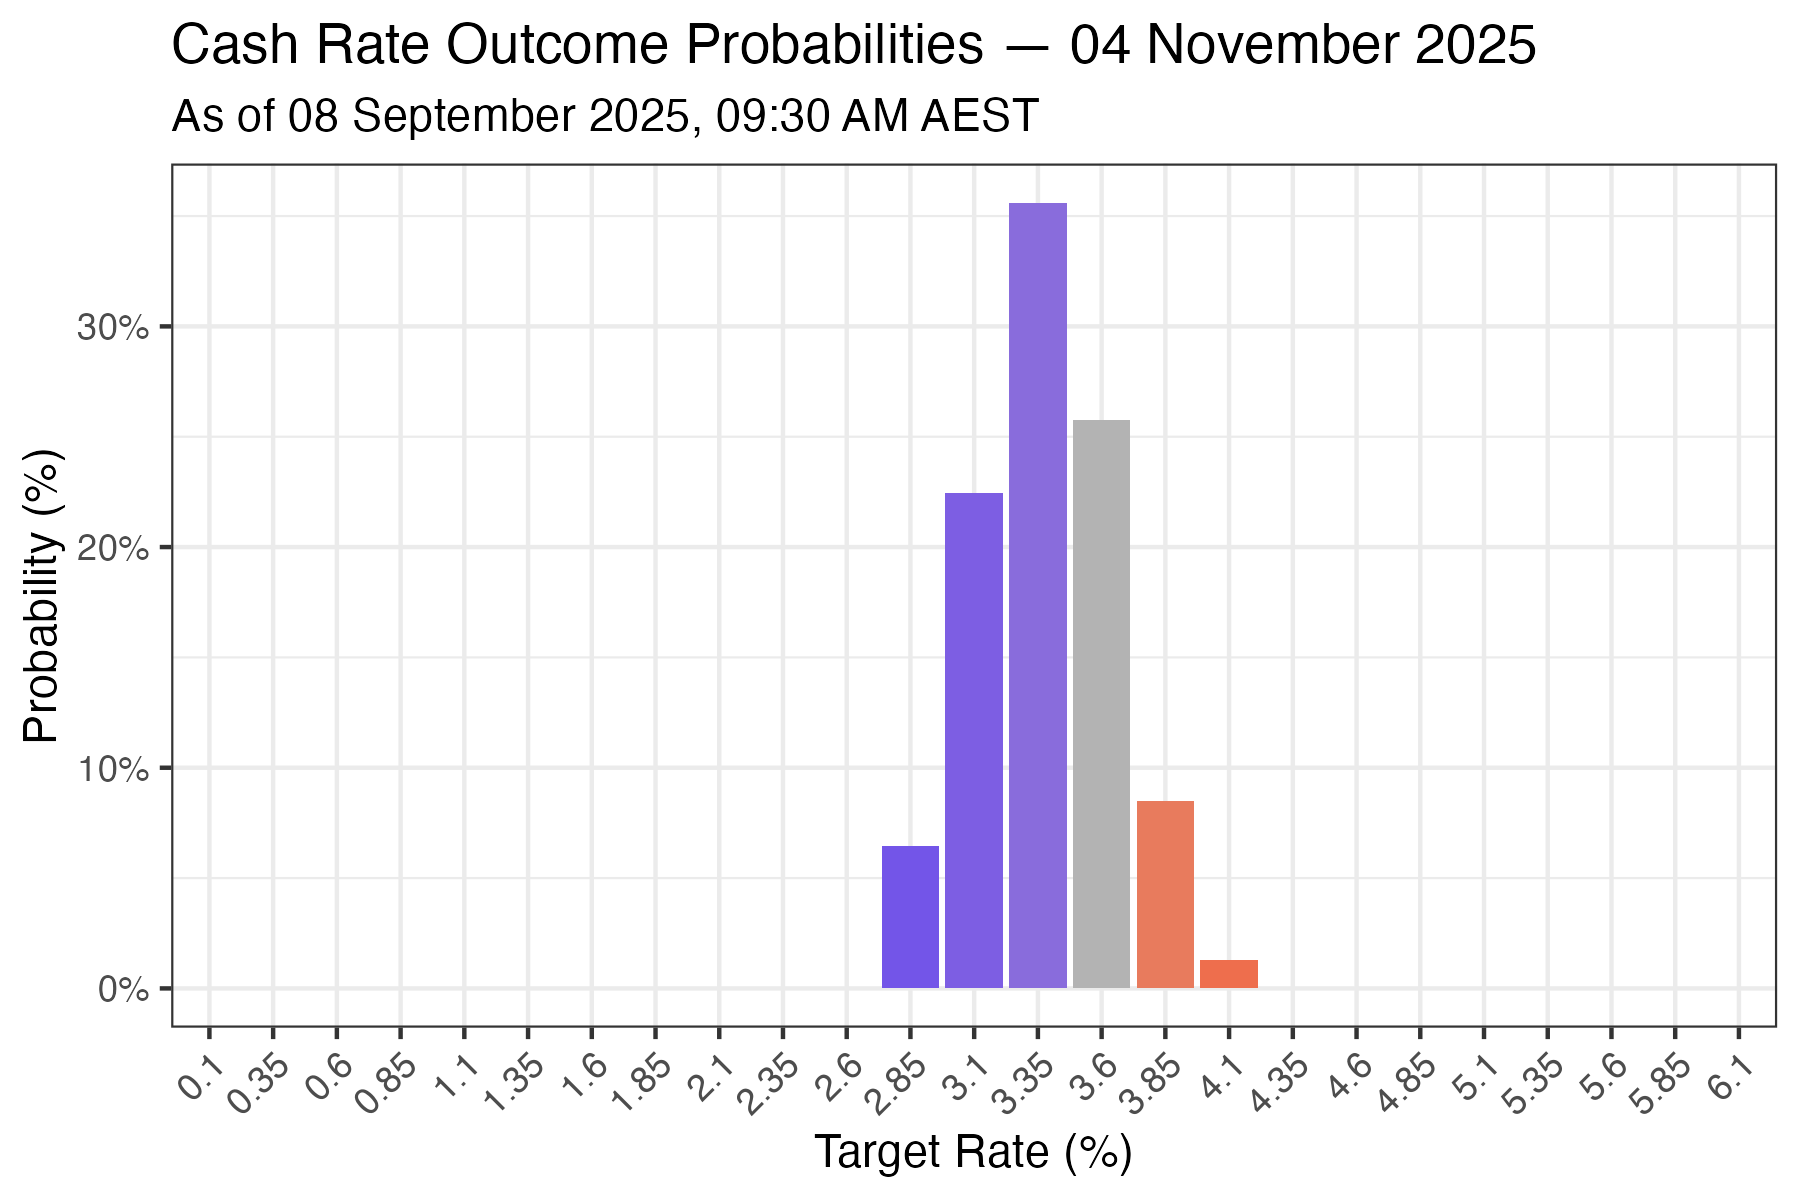 Cash Rate Outcome Probabilities — 04 November 2025
As of 08 September 2025, 09:30 AM AEST
Probability (%)
30%
20%
10%
0%
0.1 0.35 0.6 0.85 1.1 1.35 1.6 1.85 2.1 2.35 2.6 2.85 3.1 3.35 3.6 3.85 4.1 4.35 4.6 4.85 5.1 5.35 5.6 5.85 6.1
Target Rate (%)